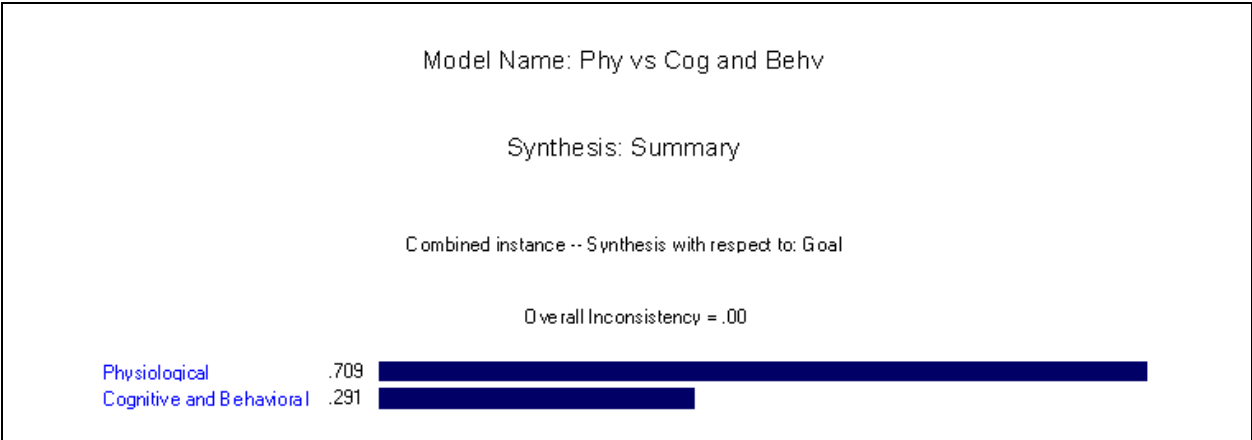 Model Name: Phy vs Cog and Behv
Synthesis: Summary
Combined instance -- Synthesis with respect to: Goal
Overall Inconsistency = .00
Physiological .709
Cognitive and Behavioral .291